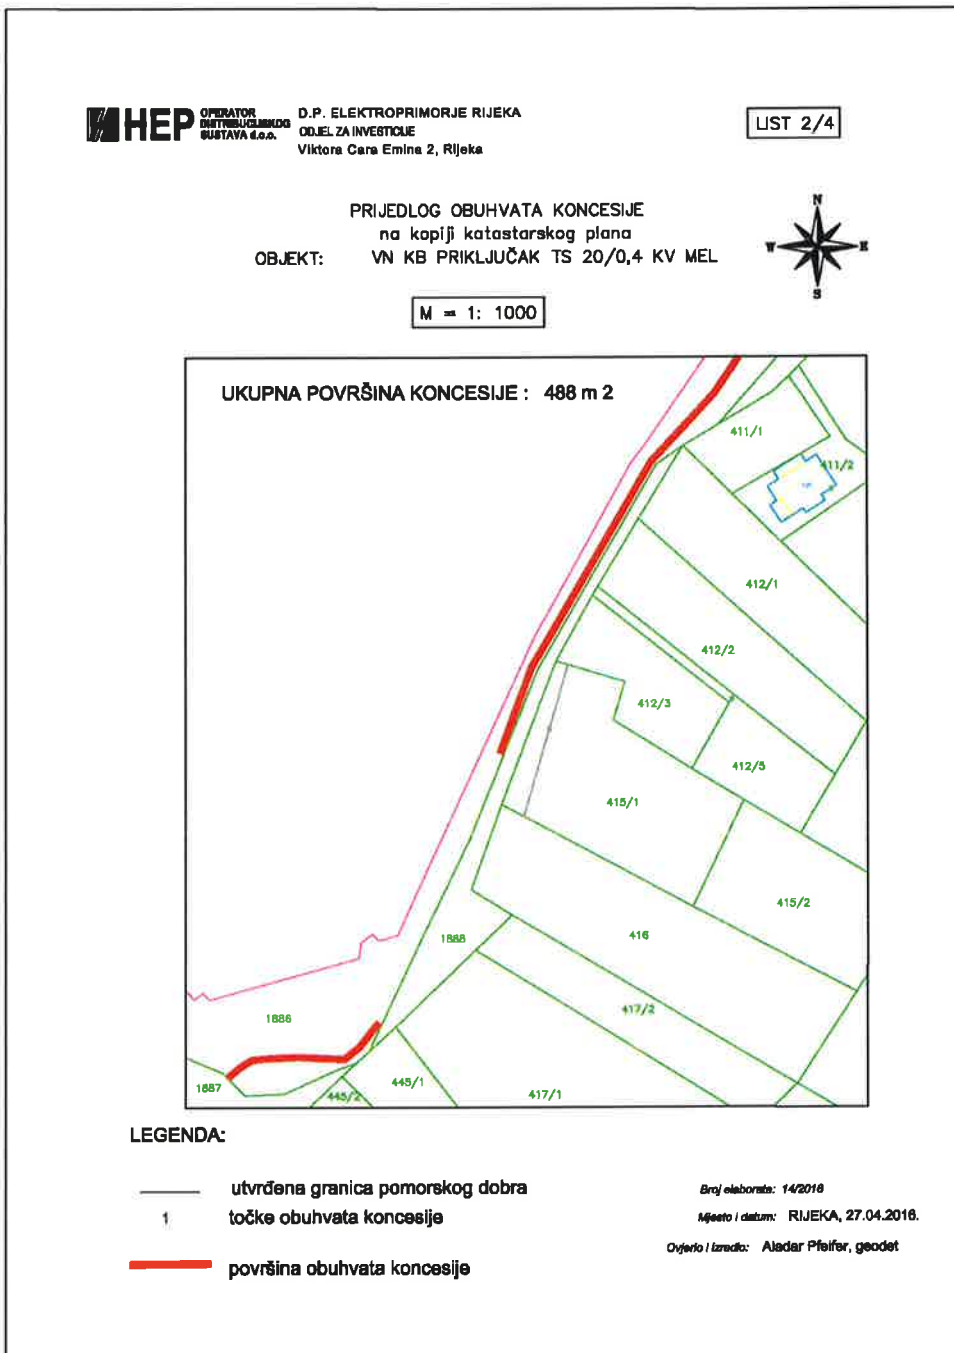 HEP OPERATOR DISTRIBUCIJSKOG SUSTAVA d.o.o.
D.P. ELEKTROPRIMORJE RIJEKA
ODJEL ZA INVESTICIJE
Viktora Cara Emina 2, Rijeka
LIST 2/4
PRIJEDLOG OBUHVATA KONCESIJE
na kopiji katastarskog plana
OBJEKT: VN KB PRIKLJUČAK TS 20/0,4 KV MEL
N
W E
S
M = 1: 1000
UKUPNA POVRŠINA KONCESIJE : 488 m 2
411/1
411/2
412/1
412/2
412/3
412/5
415/1
415/2
1888
416
417/2
1886
1887
445/2
445/1
417/1
LEGENDA:
utvrđena granica pomorskog dobra
1 točke obuhvata koncesije
površina obuhvata koncesije
Broj elaborata: 14/2016
Mjesto i datum: RIJEKA, 27.04.2016.
Ovjerio i izradio: Aladar Pfeifer, geodet